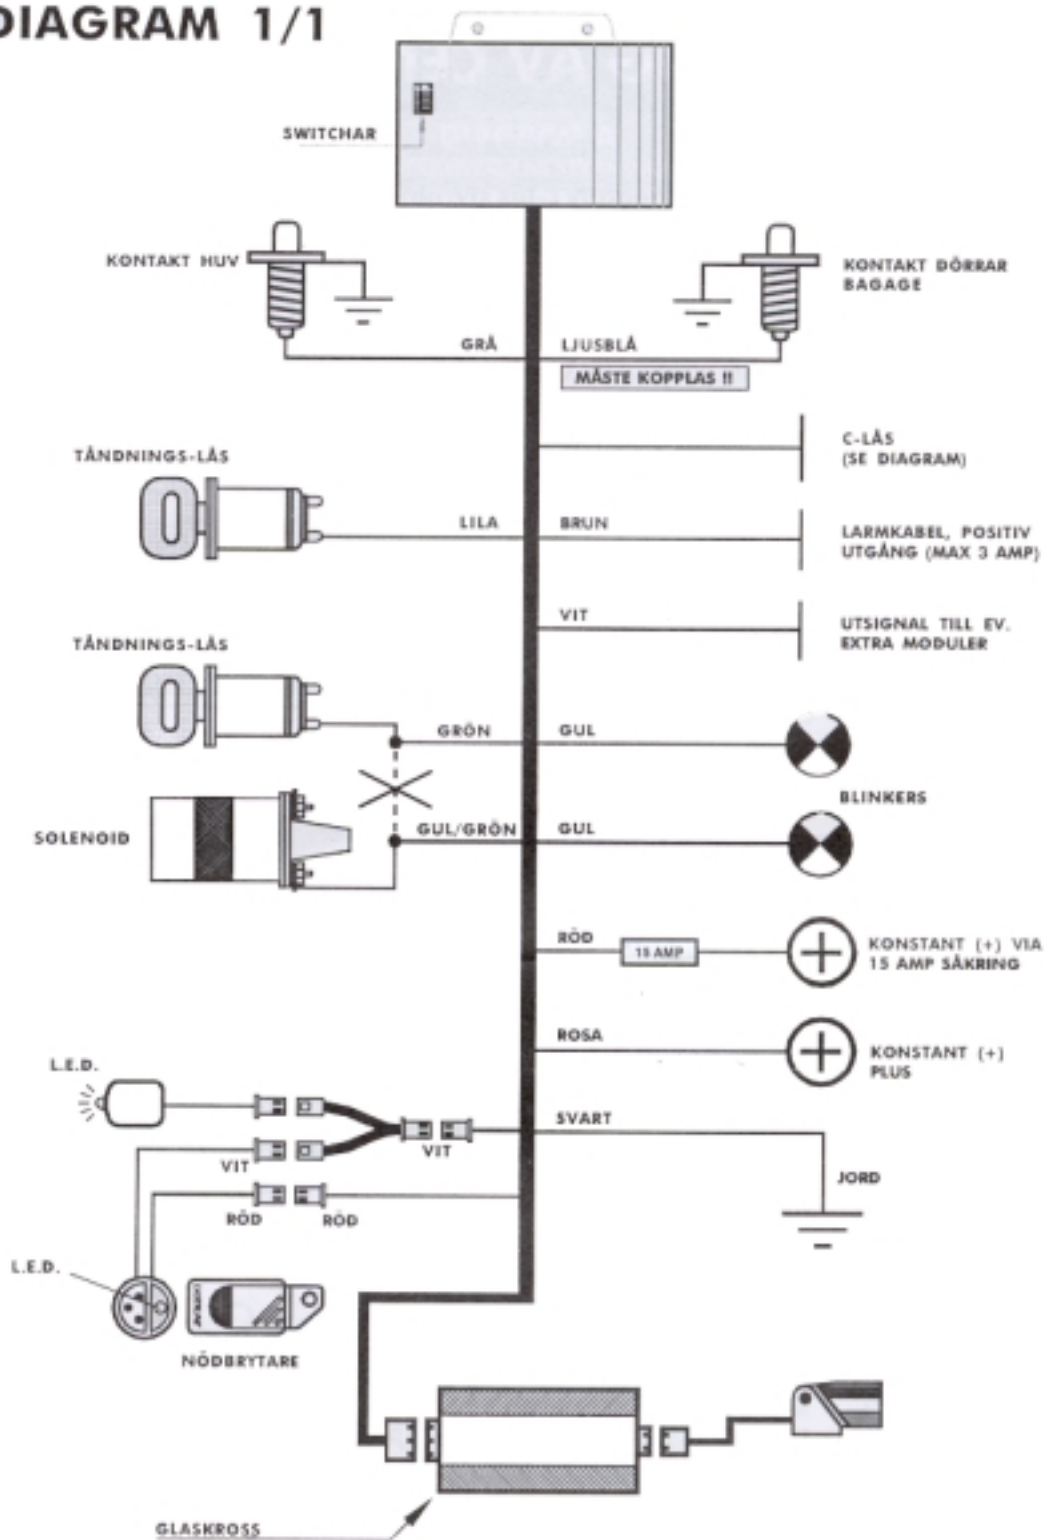 DIAGRAM 1/1
SWITCHAR
KONTAKT HUV
KONTAKT DÖRRAR
BAGAGE
GRÅ
LJUSBLÅ
MÅSTE KOPPLAS !!
C-LÅS
(SE DIAGRAM)
TÄNDNINGS-LÅS
LILA
BRUN
LARMKABEL, POSITIV
UTGÅNG (MAX 3 AMP)
VIT
UTSIGNAL TILL EV.
EXTRA MODULER
TÄNDNINGS-LÅS
GRÖN
GUL
BLINKERS
SOLENOID
GUL/GRÖN
GUL
RÖD
15 AMP
KONSTANT (+) VIA
15 AMP SÄKRING
ROSA
KONSTANT (+)
PLUS
L.E.D.
SVART
VIT
VIT
JORD
RÖD
RÖD
L.E.D.
NÖDBRYTARE
GLASKROSS